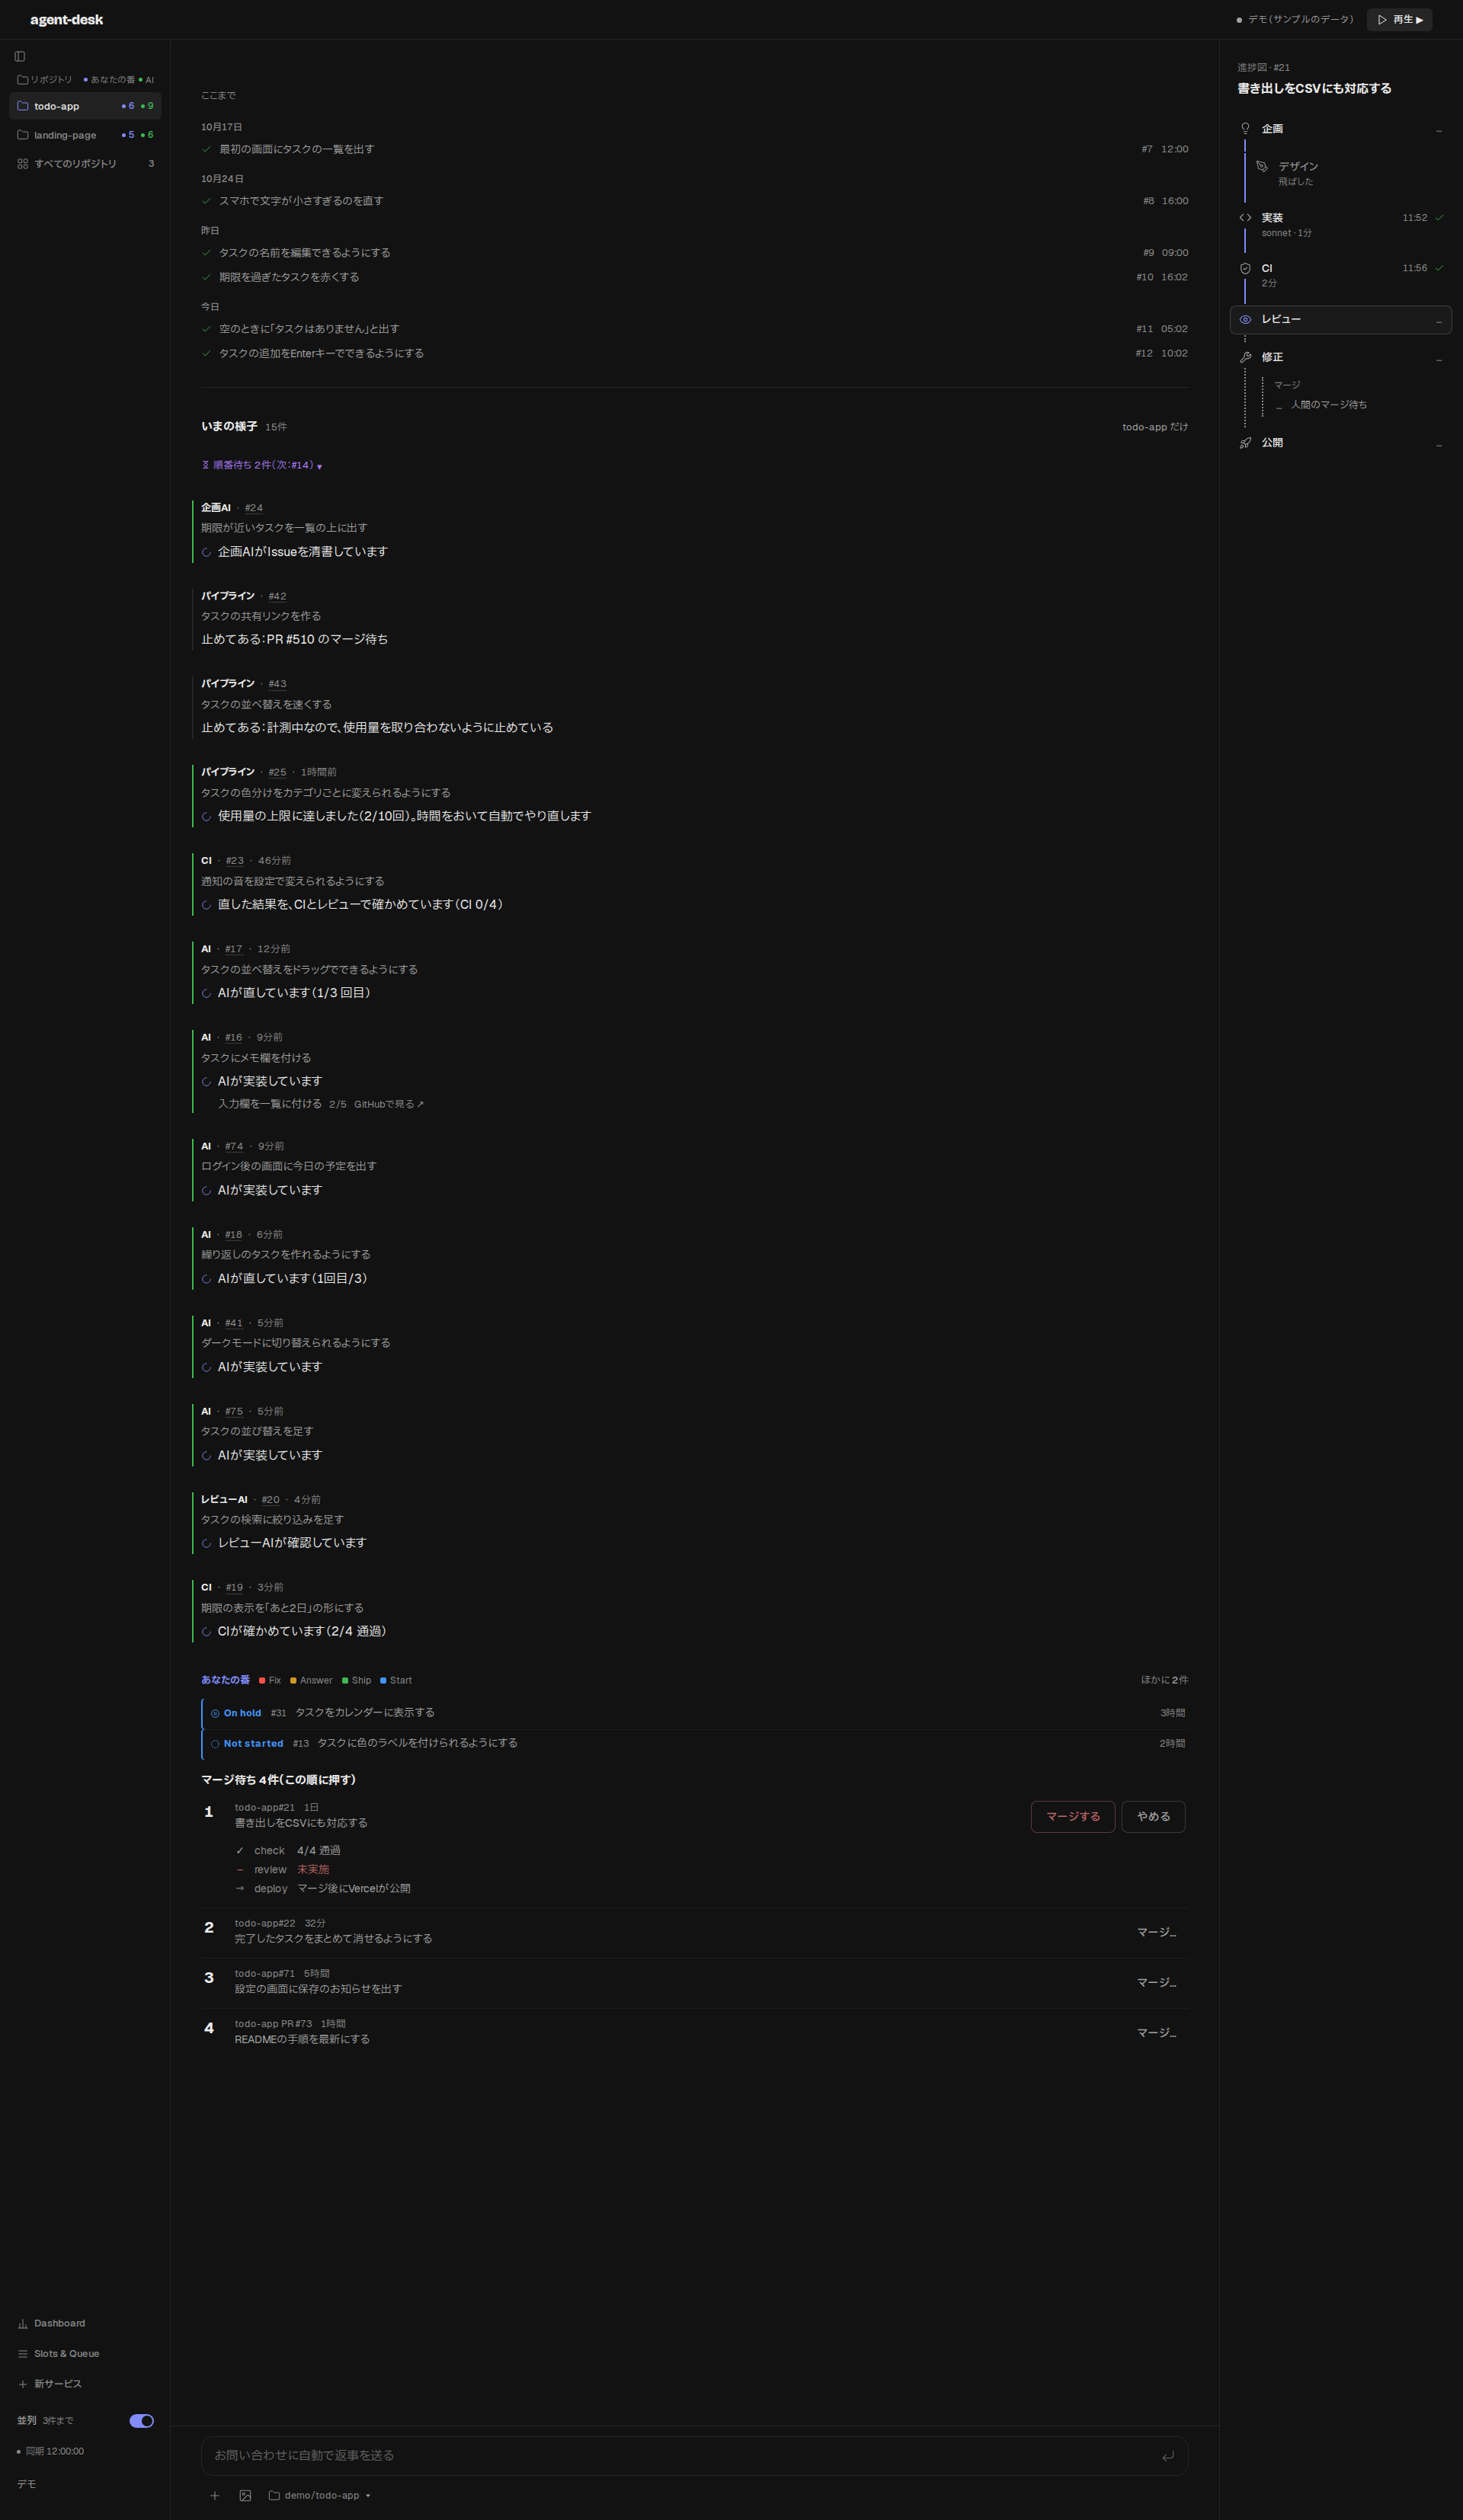 agent-desk
デモ(サンプルのデータ)
再生 ▶
リポジトリ
あなたの番
AI
todo-app
6
9
landing-page
5
6
すべてのリポジトリ
3
ここまで
10月17日
最初の画面にタスクの一覧を出す
#7 12:00
10月24日
スマホで文字が小さすぎるのを直す
#8 16:00
昨日
タスクの名前を編集できるようにする
#9 09:00
期限を過ぎたタスクを赤くする
#10 16:02
今日
空のときに「タスクはありません」と出す
#11 05:02
タスクの追加をEnterキーでできるようにする
#12 10:02
いまの様子 15件
todo-app だけ
順番待ち 2件(次:#14) ▾
企画AI · #24
期限が近いタスクを一覧の上に出す
企画AIがIssueを清書しています
パイプライン · #42
タスクの共有リンクを作る
止めてある:PR #510 のマージ待ち
パイプライン · #43
タスクの並べ替えを速くする
止めてある:計測中なので、使用量を取り合わないように止めている
パイプライン · #25 · 1時間前
タスクの色分けをカテゴリごとに変えられるようにする
使用量の上限に達しました(2/10回)。時間をおいて自動でやり直します
CI · #23 · 46分前
通知の音を設定で変えられるようにする
直した結果を、CIとレビューで確かめています(CI 0/4)
AI · #17 · 12分前
タスクの並べ替えをドラッグでできるようにする
AIが直しています(1/3 回目)
AI · #16 · 9分前
タスクにメモ欄を付ける
AIが実装しています
入力欄を一覧に付ける 2/5 GitHubで見る ↗
AI · #74 · 9分前
ログイン後の画面に今日の予定を出す
AIが実装しています
AI · #18 · 6分前
繰り返しのタスクを作れるようにする
AIが直しています(1回目/3)
AI · #41 · 5分前
ダークモードに切り替えられるようにする
AIが実装しています
AI · #75 · 5分前
タスクの並び替えを足す
AIが実装しています
レビューAI · #20 · 4分前
タスクの検索に絞り込みを足す
レビューAIが確認しています
CI · #19 · 3分前
期限の表示を「あと2日」の形にする
CIが確かめています(2/4 通過)
あなたの番 Fix Answer Ship Start
ほかに2件
On hold #31 タスクをカレンダーに表示する
3時間
Not started #13 タスクに色のラベルを付けられるようにする
2時間
マージ待ち 4件(この順に押す)
1
todo-app#21 1日
書き出しをCSVにも対応する
マージする
やめる
✓ check 4/4 通過
– review 未実施
→ deploy マージ後にVercelが公開
2
todo-app#22 32分
完了したタスクをまとめて消せるようにする
マージ…
3
todo-app#71 5時間
設定の画面に保存のお知らせを出す
マージ…
4
todo-app PR #73 1時間
READMEの手順を最新にする
マージ…
お問い合わせに自動で返事を送る
demo/todo-app
Dashboard
Slots & Queue
新サービス
並列 3件まで
同期 12:00:00
デモ
進捗図 · #21
書き出しをCSVにも対応する
企画
–
デザイン
飛ばした
実装
11:52
sonnet · 1分
CI
11:56
2分
レビュー
–
修正
–
マージ
– 人間のマージ待ち
公開
–